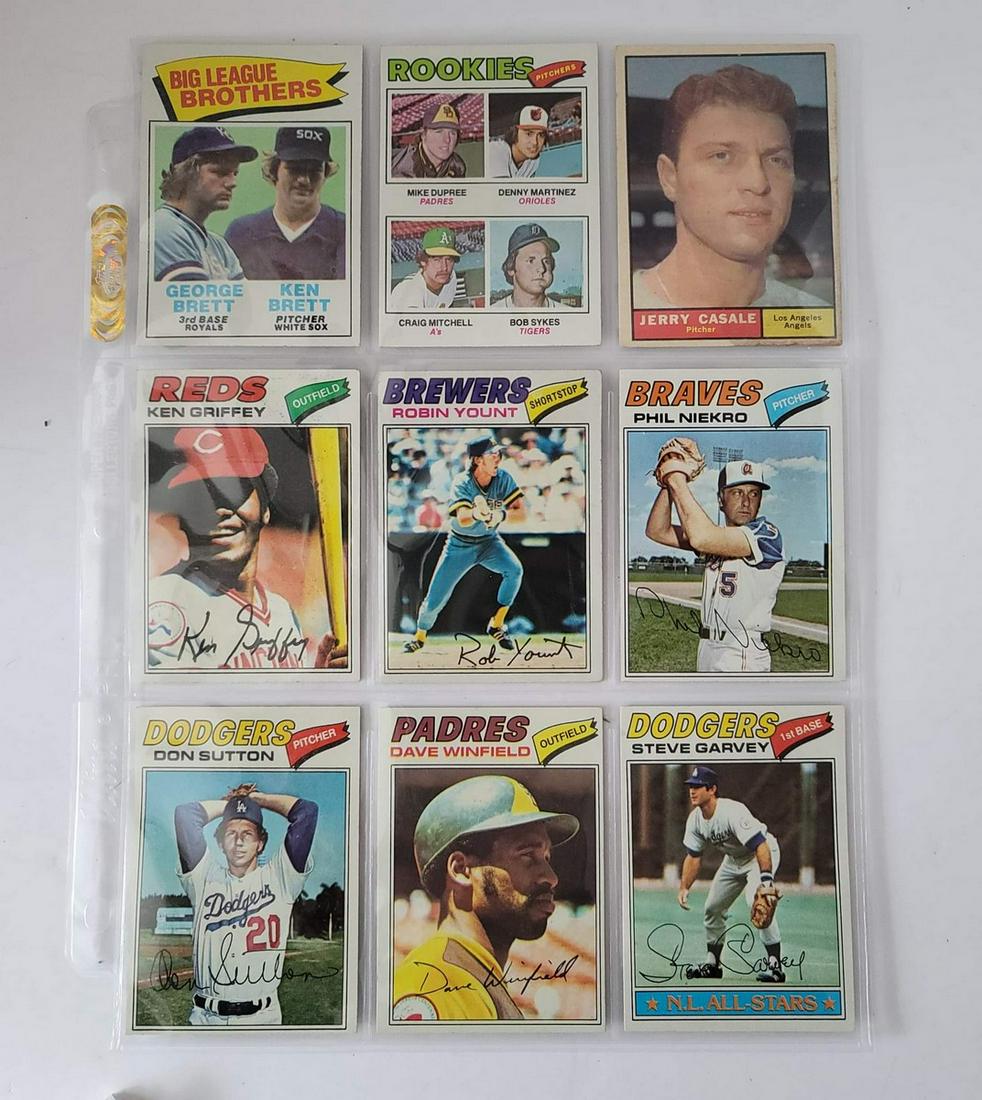 BIG LEAGUE
BROTHERS
SOX
GEORGE
BRETT
3rd BASE
ROYALS
KEN
BRETT
PITCHER
WHITE SOX
ROOKIES
PITCHERS
MIKE DUPREE
PADRES
DENNY MARTINEZ
ORIOLES
CRAIG MITCHELL
A's
BOB SYKES
TIGERS
JERRY CASALE
Pitcher
Los Angeles
Angels
REDS
OUTFIELD
KEN GRIFFEY
C
Ken Griffey
BREWERS
SHORTSTOP
ROBIN YOUNT
Rob Yount
BRAVES
PITCHER
PHIL NIEKRO
a
5
Phil Niekro
DODGERS
PITCHER
DON SUTTON
LA
Dodgers
20
Don Sutton
PADRES
OUTFIELD
DAVE WINFIELD
Dave Winfield
DODGERS
1st BASE
STEVE GARVEY
Dodgers
Steve Garvey
★ N.L. ALL-STARS ★